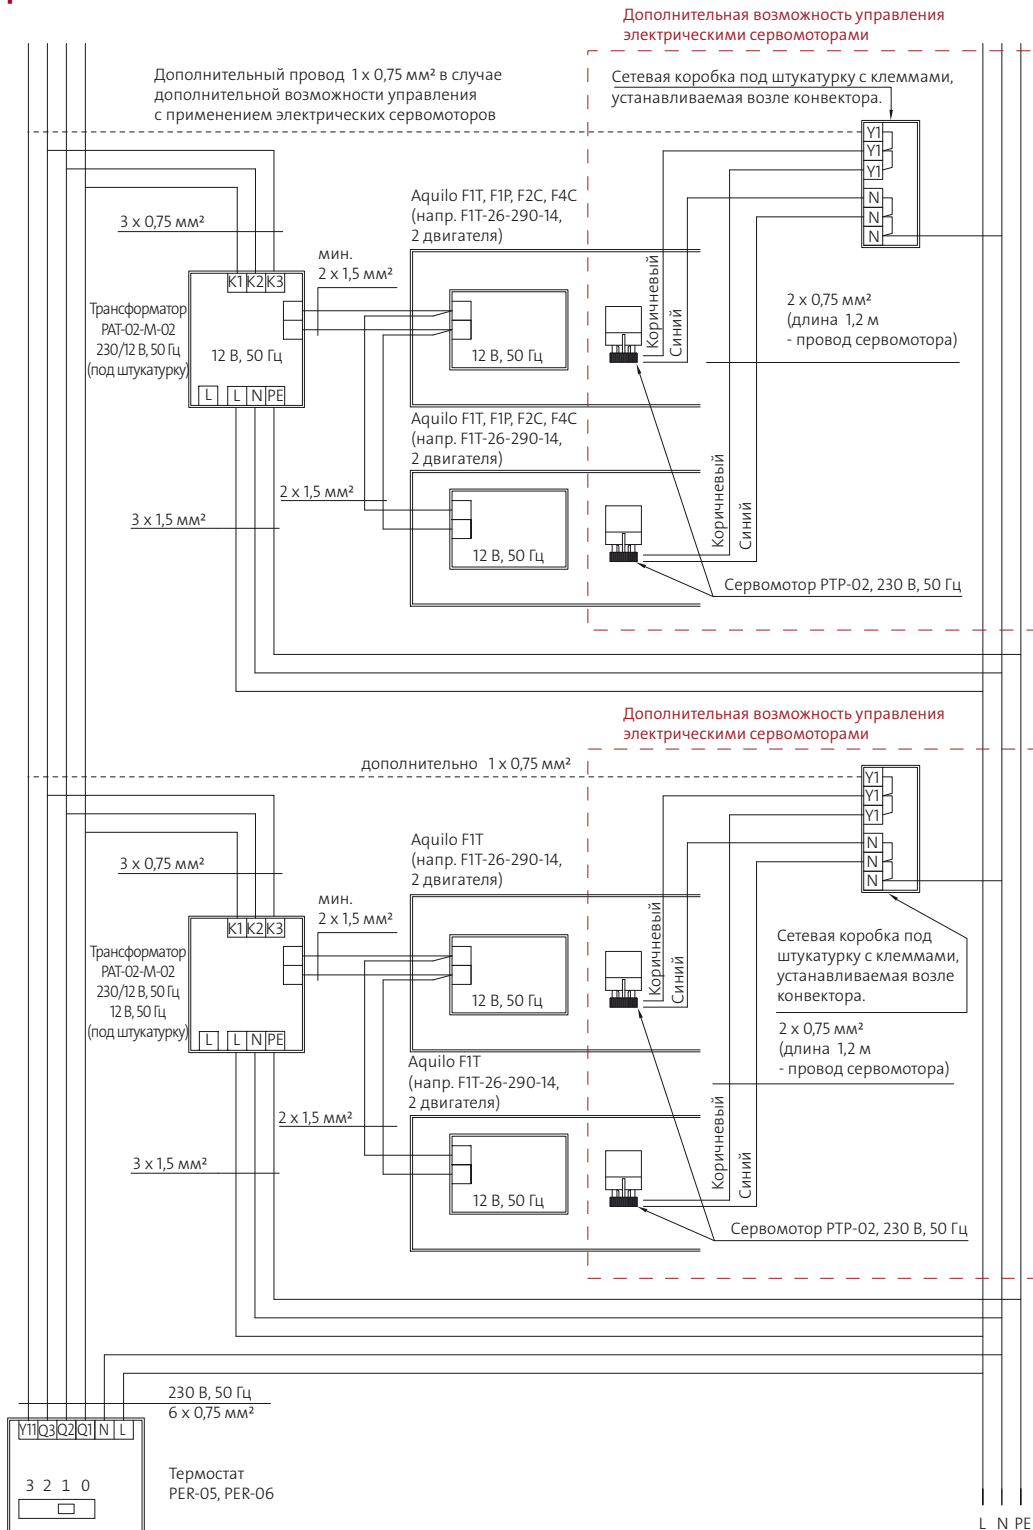 Дополнительная возможность управления
электрическими сервомоторами
Дополнительный провод 1 x 0,75 мм² в случае
дополнительной возможности управления
с применением электрических сервомоторов
Сетевая коробка под штукатурку с клеммами,
устанавливаемая возле конвектора.
Y1
Y1
Y1
N
N
N
Aquilo F1T, F1P, F2C, F4C
(напр. F1T-26-290-14,
2 двигателя)
3 x 0,75 мм²
мин.
2 x 1,5 мм²
K1 K2 K3
Трансформатор
PAT-02-M-02
230/12 В, 50 Гц
(под штукатурку)
12 В, 50 Гц
L L N PE
12 В, 50 Гц
Коричневый
Синий
2 x 0,75 мм²
(длина 1,2 м
- провод сервомотора)
Aquilo F1T, F1P, F2C, F4C
(напр. F1T-26-290-14,
2 двигателя)
2 x 1,5 мм²
3 x 1,5 мм²
12 В, 50 Гц
Коричневый
Синий
Сервомотор PTP-02, 230 В, 50 Гц
Дополнительная возможность управления
электрическими сервомоторами
дополнительно 1 x 0,75 мм²
Y1
Y1
Y1
N
N
N
Aquilo F1T
(напр. F1T-26-290-14,
2 двигателя)
3 x 0,75 мм²
мин.
2 x 1,5 мм²
K1 K2 K3
Трансформатор
PAT-02-M-02
230/12 В, 50 Гц
12 В, 50 Гц
(под штукатурку)
L L N PE
12 В, 50 Гц
Коричневый
Синий
Сетевая коробка под
штукатурку с клеммами,
устанавливаемая возле
конвектора.
2 x 0,75 мм²
(длина 1,2 м
- провод сервомотора)
Aquilo F1T
(напр. F1T-26-290-14,
2 двигателя)
2 x 1,5 мм²
3 x 1,5 мм²
12 В, 50 Гц
Коричневый
Синий
Сервомотор PTP-02, 230 В, 50 Гц
230 В, 50 Гц
6 x 0,75 мм²
Y11 Q3 Q2 Q1 N L
3 2 1 0
Термостат
PER-05, PER-06
L N PE